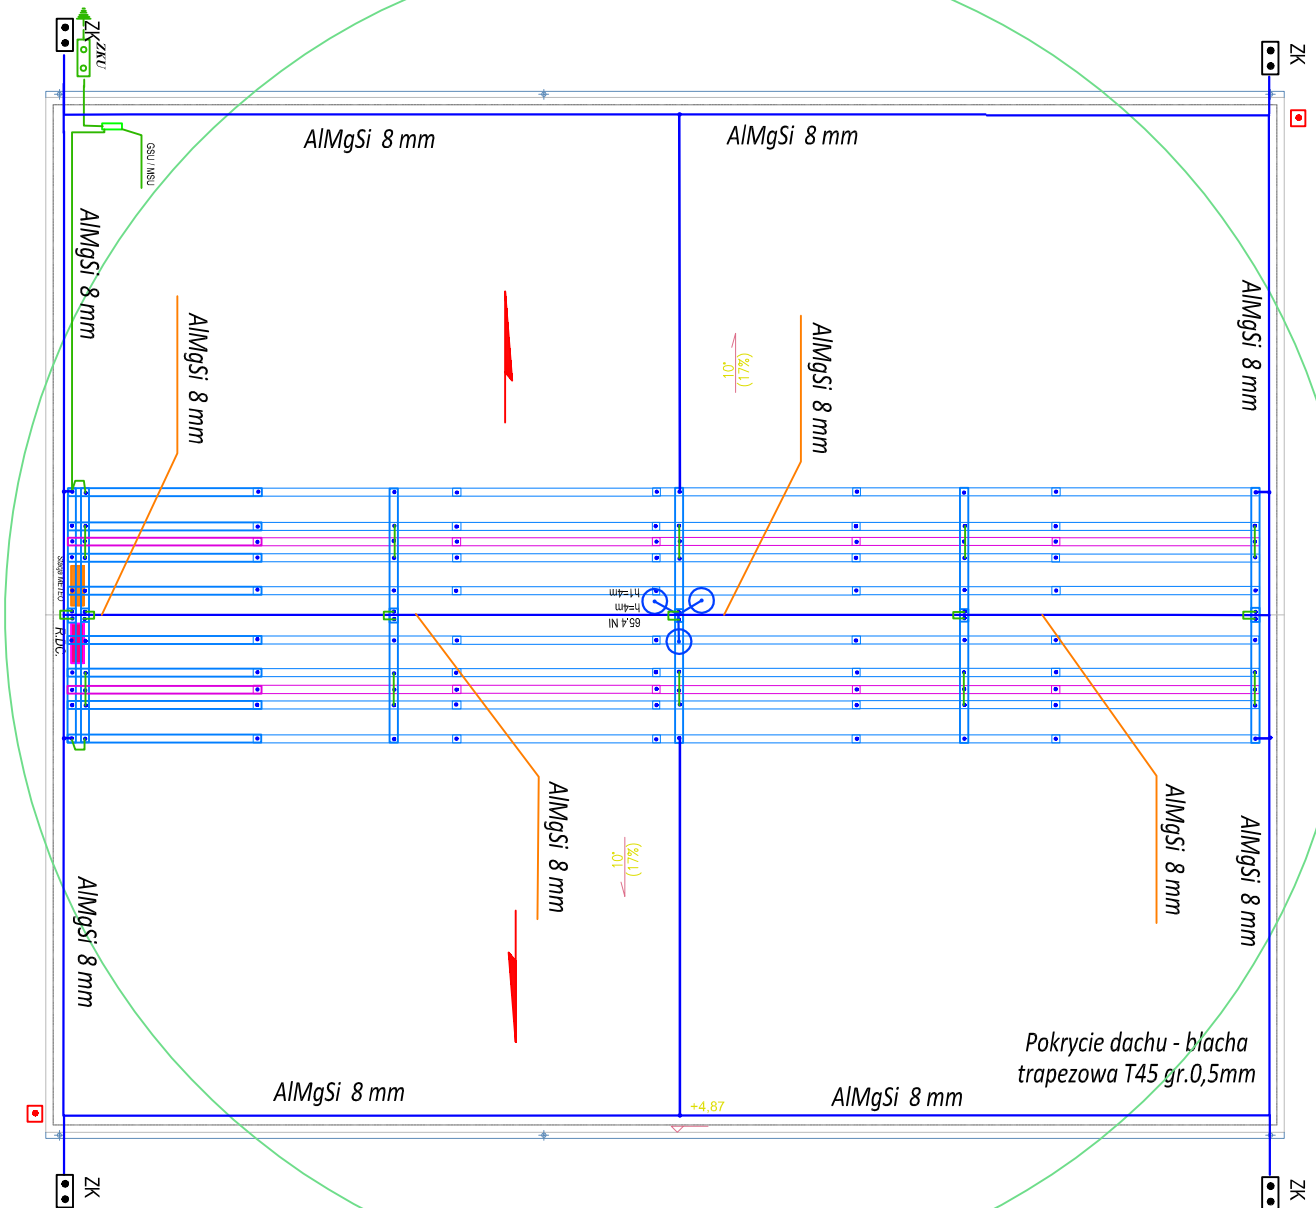 ZK
ZKU
ZK
GSU / MSU
AlMgSi 8 mm
AlMgSi 8 mm
AlMgSi 8 mm
AlMgSi 8 mm
AlMgSi 8 mm
AlMgSi 8 mm
10°
(17%)
h1=4m
h=4m
65.4 NI
R.DC.
AlMgSi 8 mm
AlMgSi 8 mm
AlMgSi 8 mm
AlMgSi 8 mm
10°
(17%)
Pokrycie dachu - blacha
trapezowa T45 gr.0,5mm
AlMgSi 8 mm
AlMgSi 8 mm
+4,87
ZK
ZK